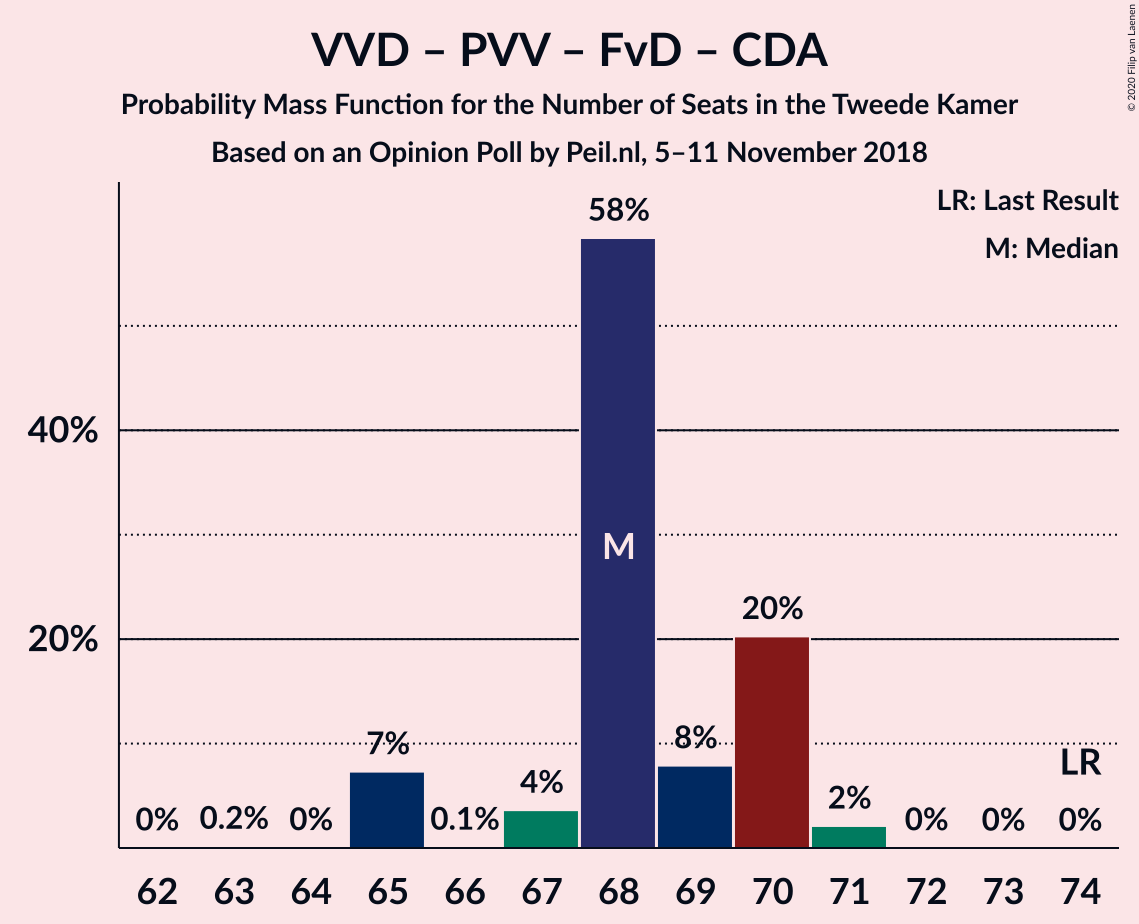 VVD – PVV – FvD – CDA
Probability Mass Function for the Number of Seats in the Tweede Kamer
Based on an Opinion Poll by Peil.nl, 5–11 November 2018
© 2020 Filip van Laenen
LR: Last Result
M: Median
58%
40%
M
20%
20%
7%
8%
4%
2%
LR
0%
0.2%
0%
0.1%
0%
0%
0%
62 63 64 65 66 67 68 69 70 71 72 73 74